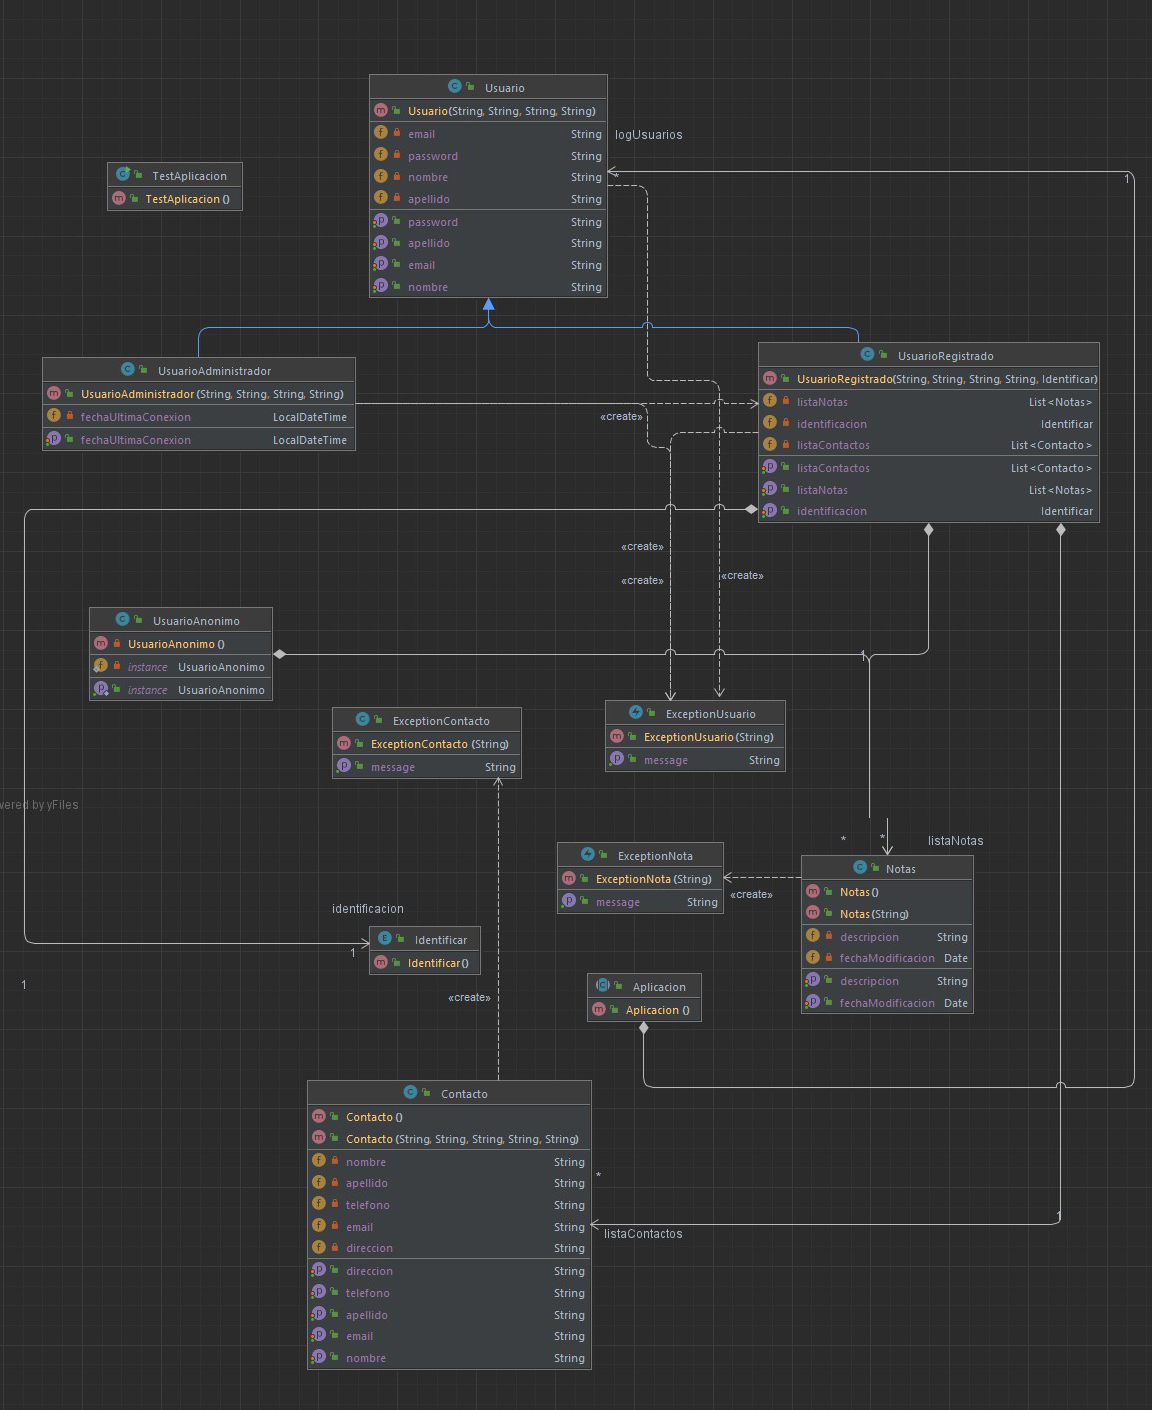 Usuario
Usuario(String, String, String, String)
email String
password String
nombre String
apellido String
password String
apellido String
email String
nombre String
logUsuarios
*
1
TestAplicacion
TestAplicacion()
UsuarioAdministrador
UsuarioAdministrador(String, String, String, String)
fechaUltimaConexion LocalDateTime
fechaUltimaConexion LocalDateTime
«create»
UsuarioRegistrado
UsuarioRegistrado(String, String, String, String, Identificar)
listaNotas List<Notas>
identificacion Identificar
listaContactos List<Contacto>
listaContactos List<Contacto>
listaNotas List<Notas>
identificacion Identificar
«create»
«create»
«create»
UsuarioAnonimo
UsuarioAnonimo()
instance UsuarioAnonimo
instance UsuarioAnonimo
1
ExceptionContacto
ExceptionContacto(String)
message String
ExceptionUsuario
ExceptionUsuario(String)
message String
wered by yFiles
*
*
listaNotas
ExceptionNota
ExceptionNota(String)
message String
«create»
Notas
Notas()
Notas(String)
descripcion String
fechaModificacion Date
descripcion String
fechaModificacion Date
identificacion
Identificar
Identificar()
1
1
«create»
Aplicacion
Aplicacion()
Contacto
Contacto()
Contacto(String, String, String, String, String)
nombre String
apellido String
telefono String
email String
direccion String
direccion String
telefono String
apellido String
email String
nombre String
*
1
listaContactos